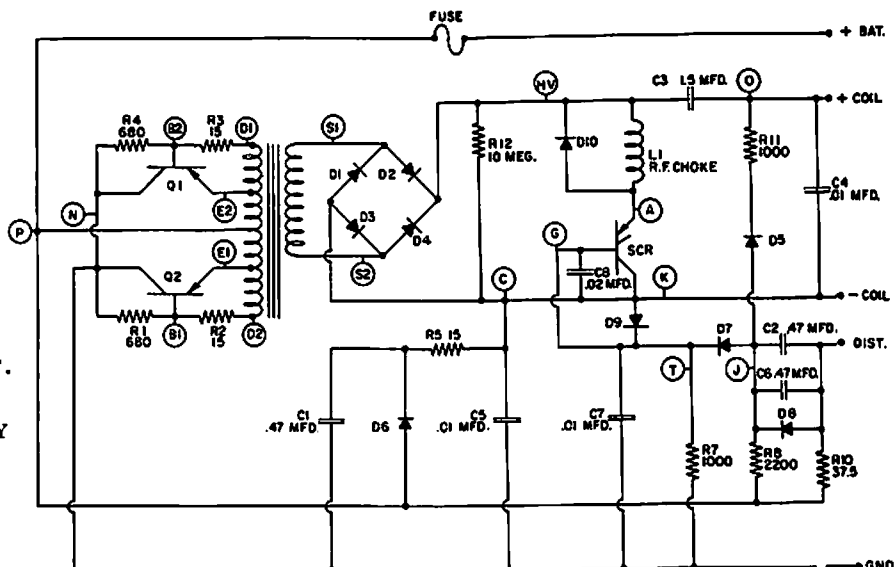 FUSE
+ BAT.
HV
C3 1.5 MFD.
O
+ COIL
R4
680
B2
R3
15
D1
S1
R12
10 MEG.
D10
L1
R.F. CHOKE
R11
1000
C4
.01 MFD.
D1
D2
Q1
E2
N
A
P
D3
D4
G
SCR
D5
E1
Q2
S2
C
C8
.02 MFD.
K
- COIL
R1
680
B1
R2
15
D2
D9
R5 15
D7
C2 .47 MFD.
DIST.
T
J
C6 .47 MFD.
C1
.47 MFD.
D6
C5
.01 MFD.
C7
.01 MFD.
D8
R7
1000
R8
2200
R10
37.5
Y
GND